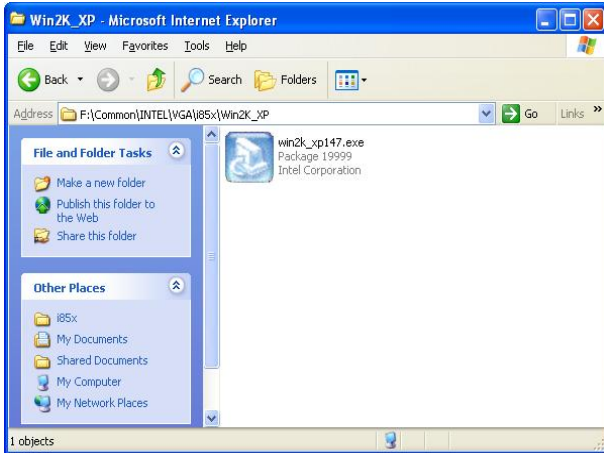 Win2K_XP - Microsoft Internet Explorer
File Edit View Favorites Tools Help
Back Search Folders
Address F:\Common\INTEL\VGA\i85x\Win2K_XP Go Links »
File and Folder Tasks
Make a new folder
Publish this folder to
the Web
Share this folder
Other Places
i85x
My Documents
Shared Documents
My Computer
My Network Places
win2k_xp147.exe
Package 19999
Intel Corporation
1 objects